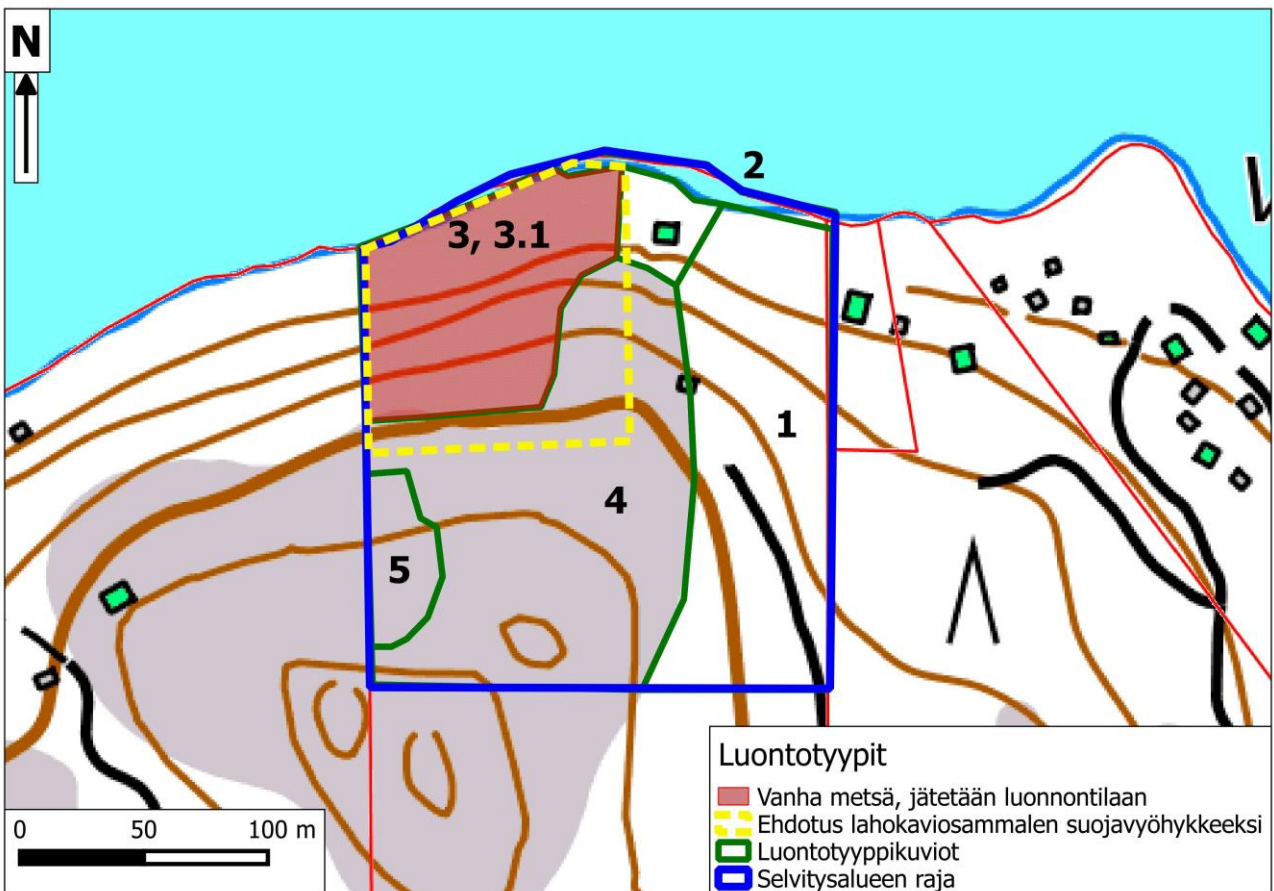 N
2
3, 3.1
1
4
5
Luontotyypit
Vanha metsä, jätetään luonnontilaan
Ehdotus lahokaviosammalen suojavyöhykkeeksi
Luontotyyppikuviot
Selvitysalueen raja
0 50 100 m